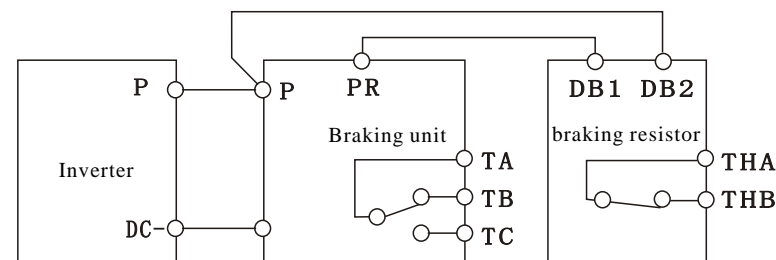 P
P
PR
DB1 DB2
Inverter
Braking unit
braking resistor
TA
TB
TC
THA
THB
DC-